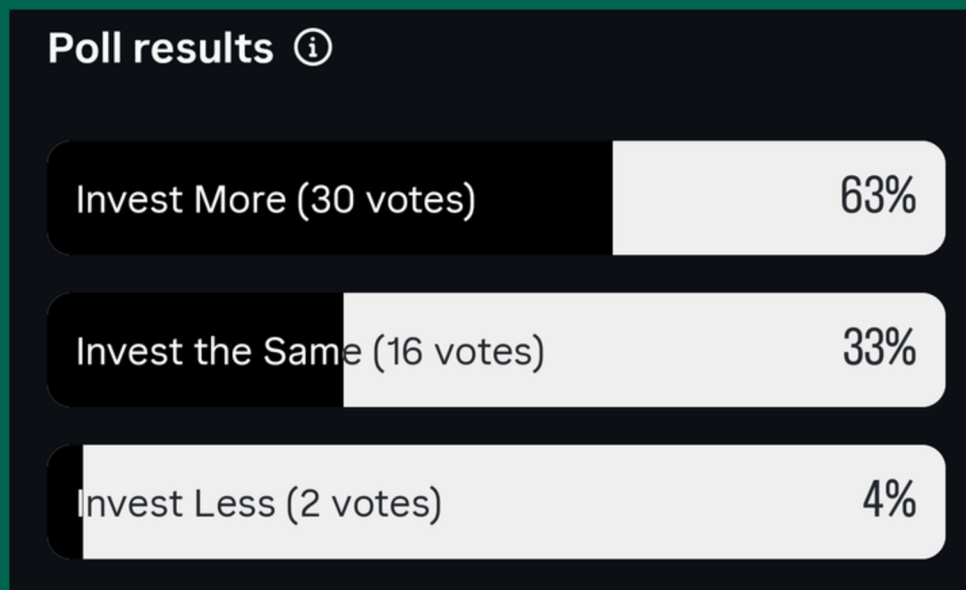 Poll results
Invest More (30 votes) 63%
Invest the Same (16 votes) 33%
Invest Less (2 votes) 4%